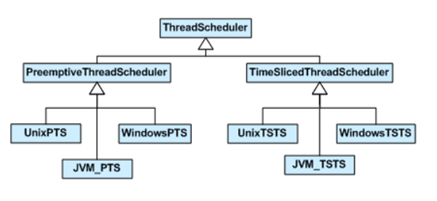 ThreadScheduler
PreemptiveThreadScheduler
TimeSlicedThreadScheduler
UnixPTS
WindowsPTS
UnixTSTS
WindowsTSTS
JVM_PTS
JVM_TSTS